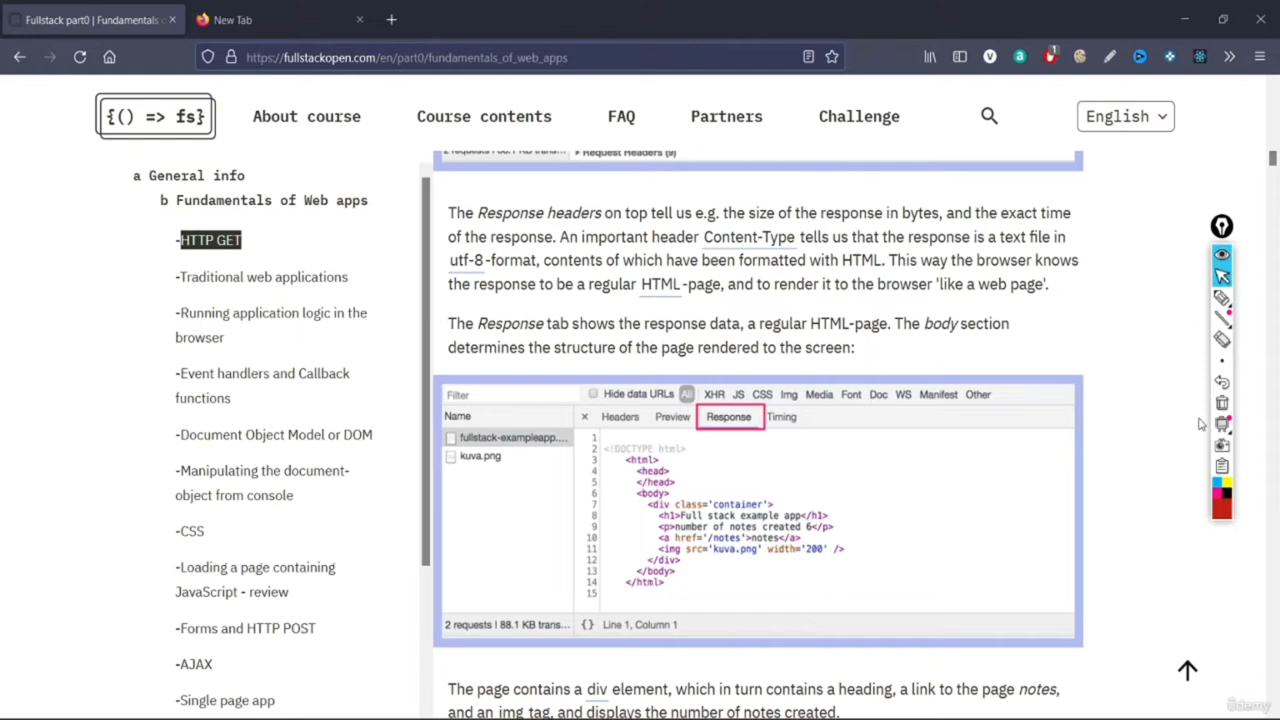 Fullstack part0 | Fundamentals
New Tab
https://fullstackopen.com/en/part0/fundamentals_of_web_apps
{() => fs}
About course
Course contents
FAQ
Partners
Challenge
English
a General info
b Fundamentals of Web apps
-HTTP GET
-Traditional web applications
-Running application logic in the
browser
-Event handlers and Callback
functions
-Document Object Model or DOM
-Manipulating the document-
object from console
-CSS
-Loading a page containing
JavaScript - review
-Forms and HTTP POST
-AJAX
-Single page app
2 requests | 88.1 KB trans... ▸ Request Headers (9)
The Response headers on top tell us e.g. the size of the response in bytes, and the exact time
of the response. An important header Content-Type tells us that the response is a text file in
utf-8-format, contents of which have been formatted with HTML. This way the browser knows
the response to be a regular HTML-page, and to render it to the browser 'like a web page'.
The Response tab shows the response data, a regular HTML-page. The body section
determines the structure of the page rendered to the screen:
Filter Hide data URLs All XHR JS CSS Img Media Font Doc WS Manifest Other
Name × Headers Preview Response Timing
fullstack-exampleapp....
kuva.png
1
2 <!DOCTYPE html>
3 <html>
4 <head>
5 </head>
6 <body>
7 <div class='container'>
8 <h1>Full stack example app</h1>
9 <p>number of notes created 6</p>
10 <a href='/notes'>notes</a>
11 <img src='kuva.png' width='200' />
12 </div>
13 </body>
14 </html>
15
2 requests | 88.1 KB trans... {} Line 1, Column 1
The page contains a div element, which in turn contains a heading, a link to the page notes,
and an img tag, and displays the number of notes created.
udemy